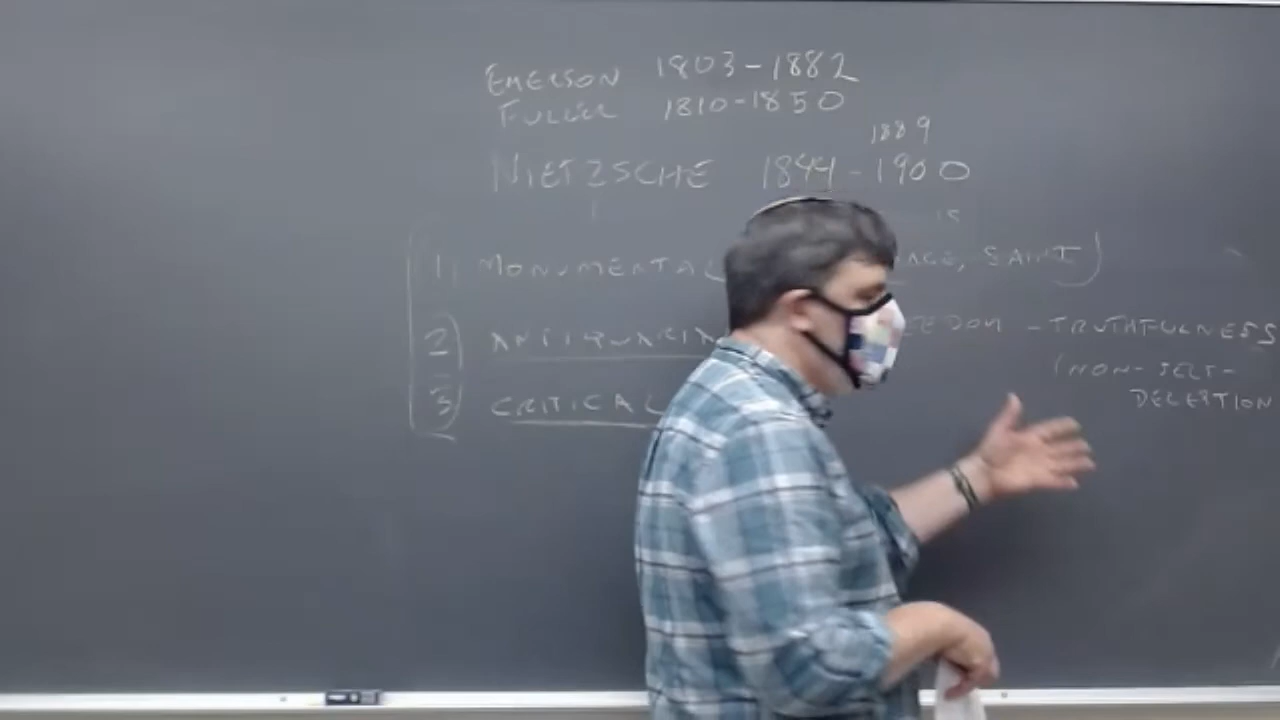 EMERSON 1803-1882
FULLER 1810-1850
1889
NIETZSCHE 1844-1900
1) MONUMENTAL SAINT)
2) ANTIQUARIA - TRUTHFULNESS
(NON-SELF-
3) CRITICAL DECEPTION